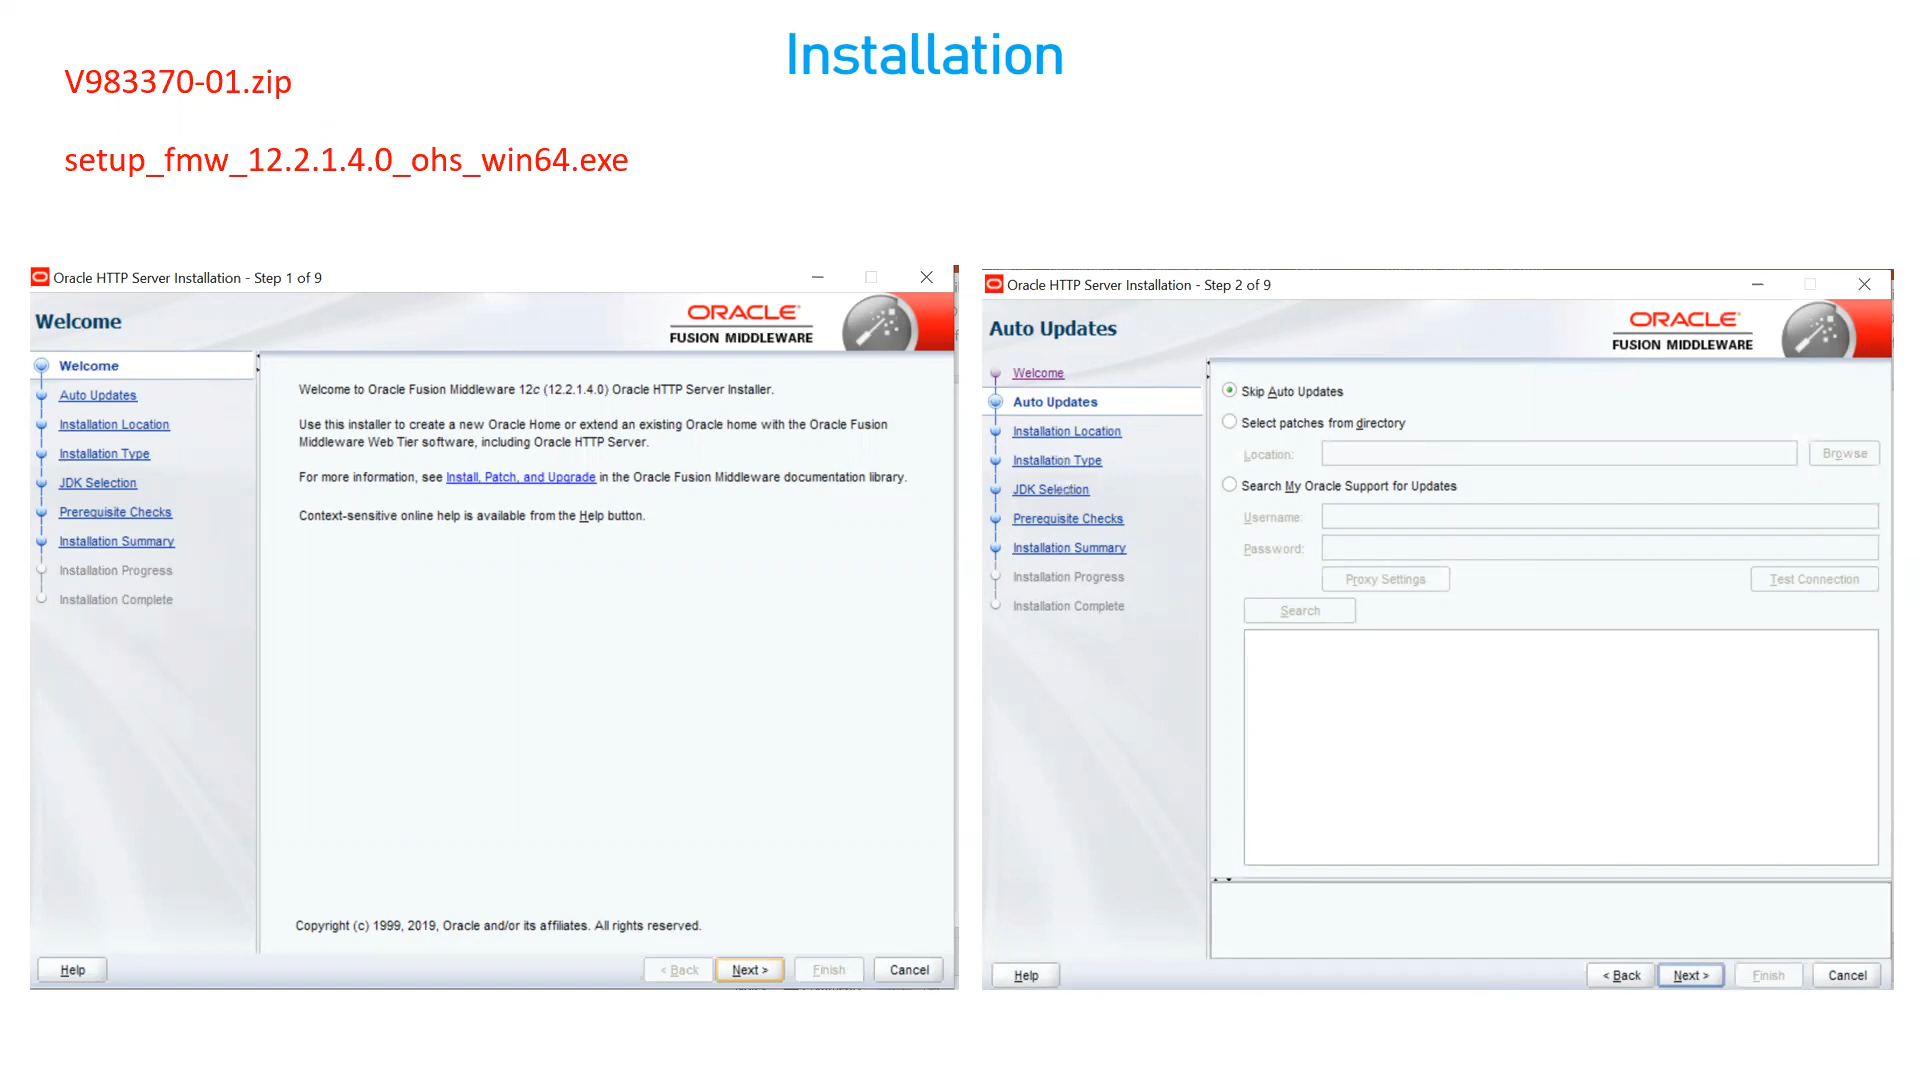 Installation
V983370-01.zip
setup_fmw_12.2.1.4.0_ohs_win64.exe
Oracle HTTP Server Installation - Step 1 of 9
Welcome
ORACLE
FUSION MIDDLEWARE
Welcome
Auto Updates
Installation Location
Installation Type
JDK Selection
Prerequisite Checks
Installation Summary
Installation Progress
Installation Complete
Welcome to Oracle Fusion Middleware 12c (12.2.1.4.0) Oracle HTTP Server Installer.
Use this installer to create a new Oracle Home or extend an existing Oracle home with the Oracle Fusion
Middleware Web Tier software, including Oracle HTTP Server.
For more information, see Install, Patch, and Upgrade in the Oracle Fusion Middleware documentation library.
Context-sensitive online help is available from the Help button.
Copyright (c) 1999, 2019, Oracle and/or its affiliates. All rights reserved.
Help
< Back
Next >
Finish
Cancel
Oracle HTTP Server Installation - Step 2 of 9
Auto Updates
ORACLE
FUSION MIDDLEWARE
Welcome
Auto Updates
Installation Location
Installation Type
JDK Selection
Prerequisite Checks
Installation Summary
Installation Progress
Installation Complete
Skip Auto Updates
Select patches from directory
Location:
Browse
Search My Oracle Support for Updates
Username:
Password:
Proxy Settings
Test Connection
Search
Help
< Back
Next >
Finish
Cancel